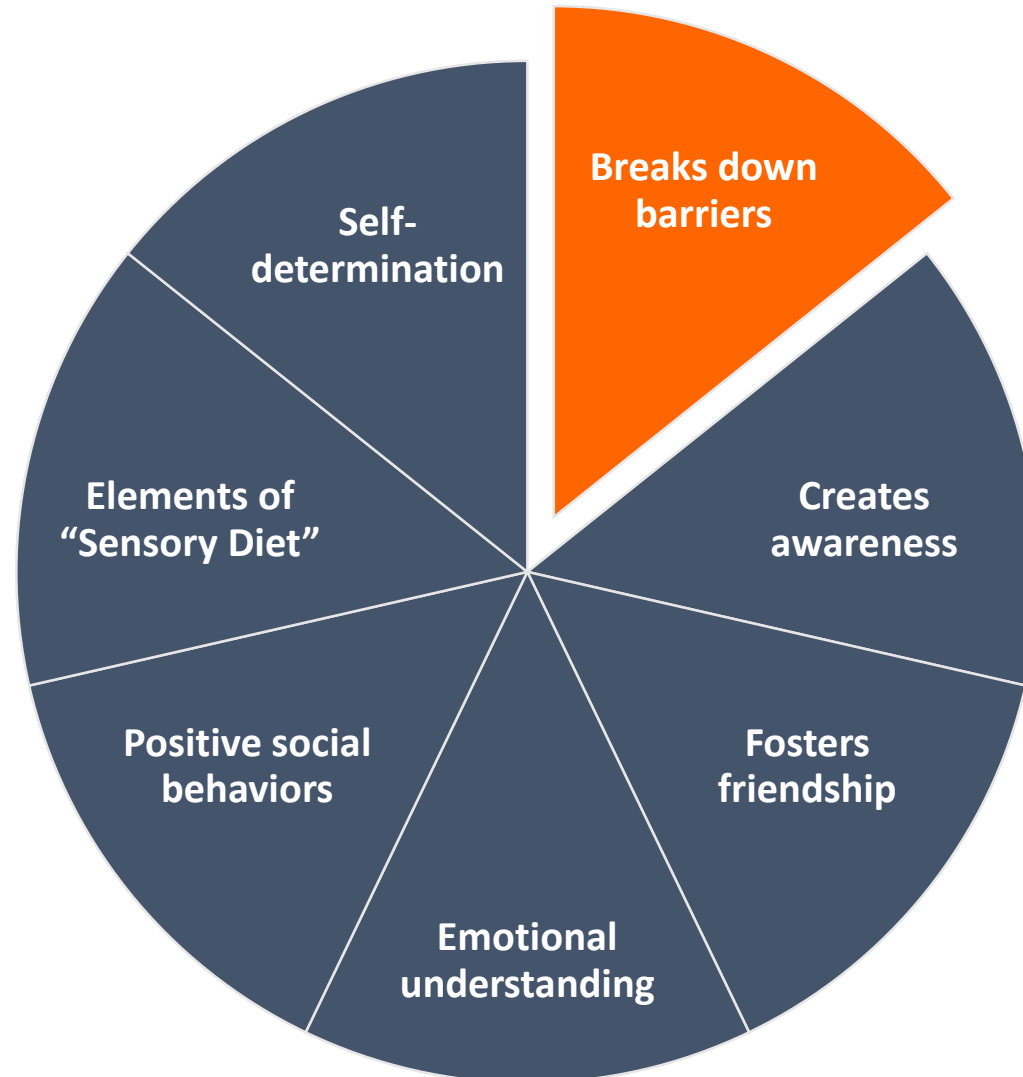 Breaks down
barriers
Creates
awareness
Fosters
friendship
Emotional
understanding
Positive social
behaviors
Elements of
“Sensory Diet”
Self-
determination